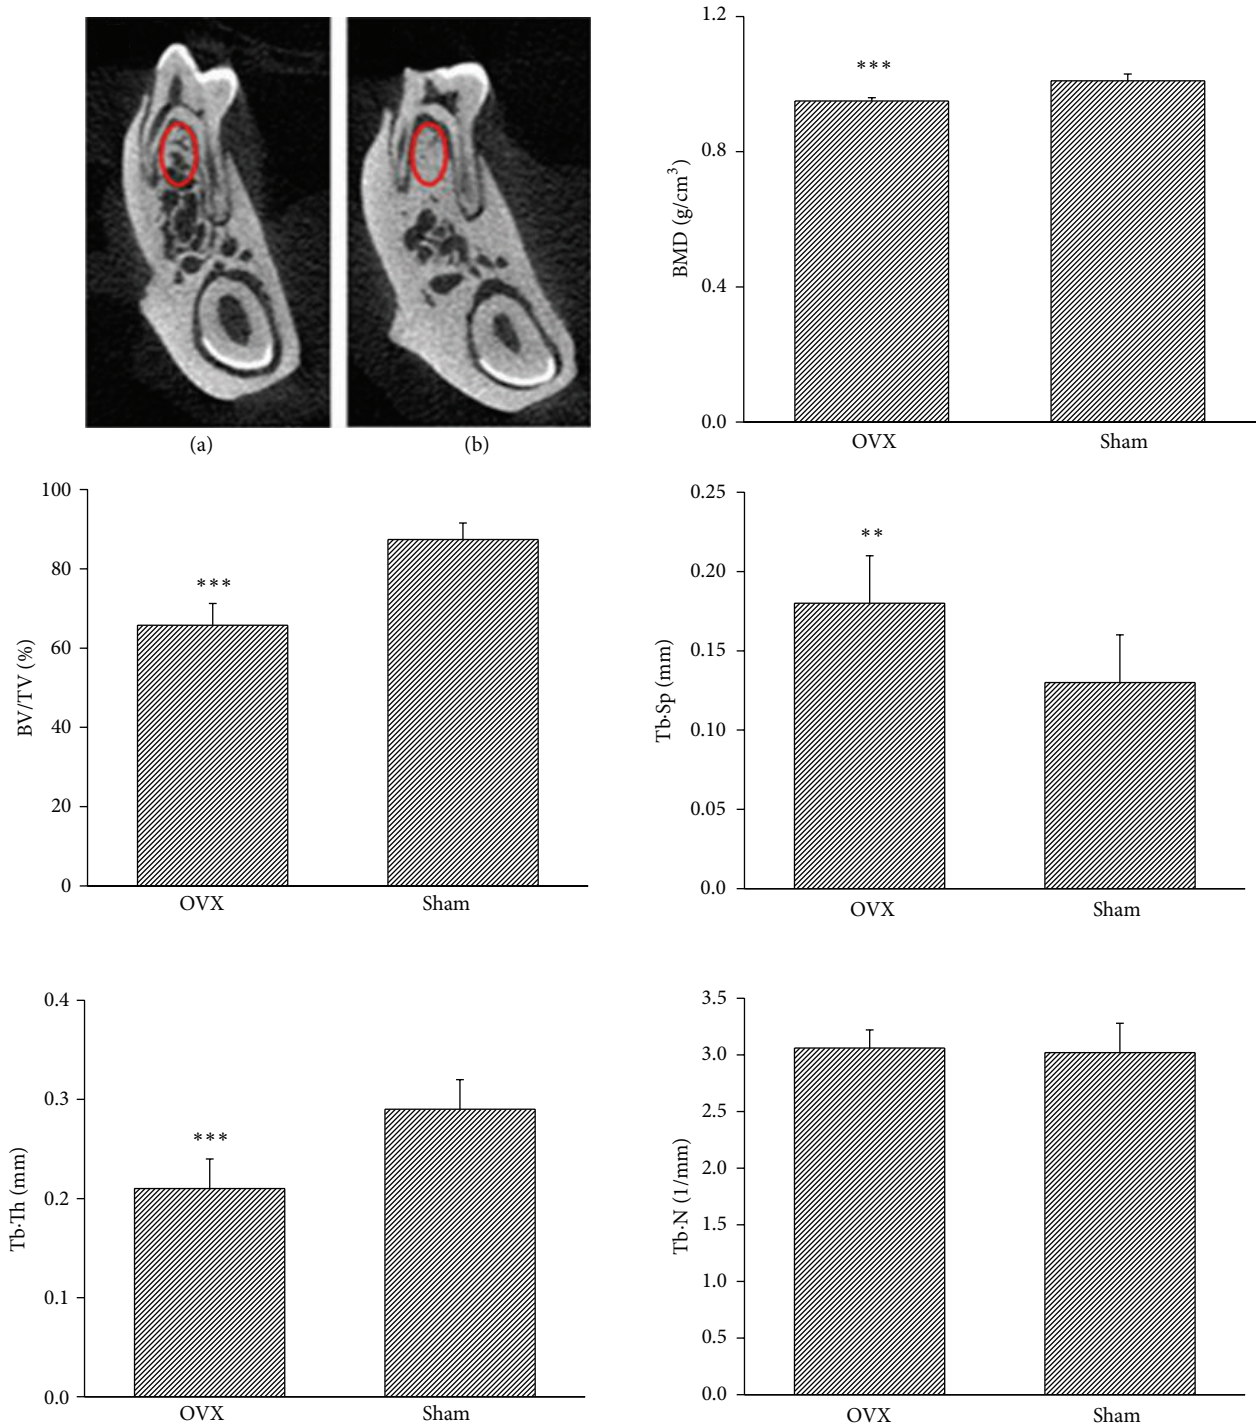 (a)
(b)
1.2
0.8
0.4
0.0
BMD (g/cm³)
***
OVX
Sham
100
80
60
40
20
0
BV/TV (%)
***
OVX
Sham
0.25
0.20
0.15
0.10
0.05
0.0
Tb·Sp (mm)
**
OVX
Sham
0.4
0.3
0.2
0.1
0.0
Tb·Th (mm)
***
OVX
Sham
3.5
3.0
2.5
2.0
1.5
1.0
0.5
0.0
Tb·N (1/mm)
OVX
Sham